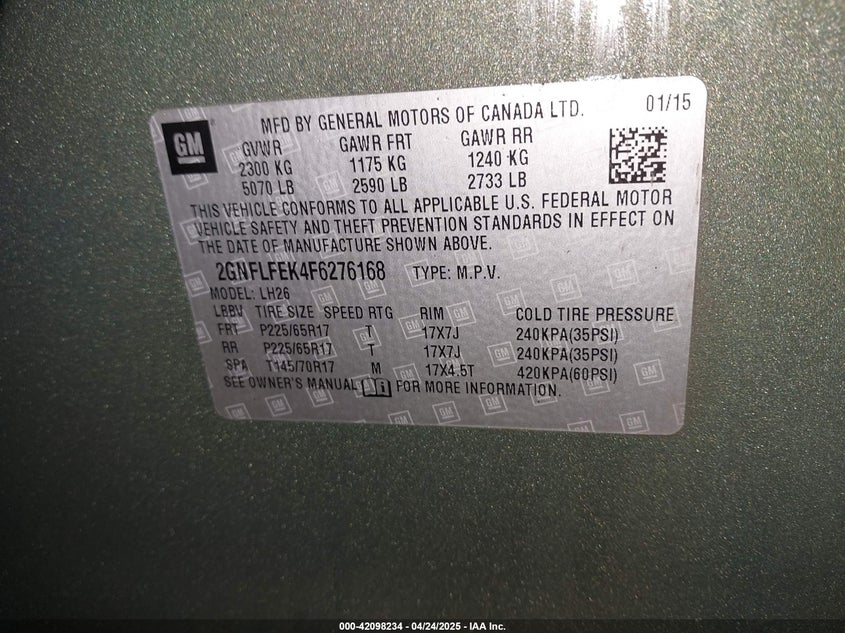 GM
MFD BY GENERAL MOTORS OF CANADA LTD. 01/15
GVWR GAWR FRT GAWR RR
2300 KG 1175 KG 1240 KG
5070 LB 2590 LB 2733 LB
THIS VEHICLE CONFORMS TO ALL APPLICABLE U.S. FEDERAL MOTOR
VEHICLE SAFETY AND THEFT PREVENTION STANDARDS IN EFFECT ON
THE DATE OF MANUFACTURE SHOWN ABOVE.
2GNFLFEK4F6276168 TYPE: M.P.V.
MODEL: LH26
LBBV TIRE SIZE SPEED RTG RIM COLD TIRE PRESSURE
FRT P225/65R17 T 17X7J 240KPA(35PSI)
RR P225/65R17 T 17X7J 240KPA(35PSI)
SPA T145/70R17 M 17X4.5T 420KPA(60PSI)
SEE OWNER'S MANUAL i FOR MORE INFORMATION.
000-42098234 - 04/24/2025 - IAA Inc.